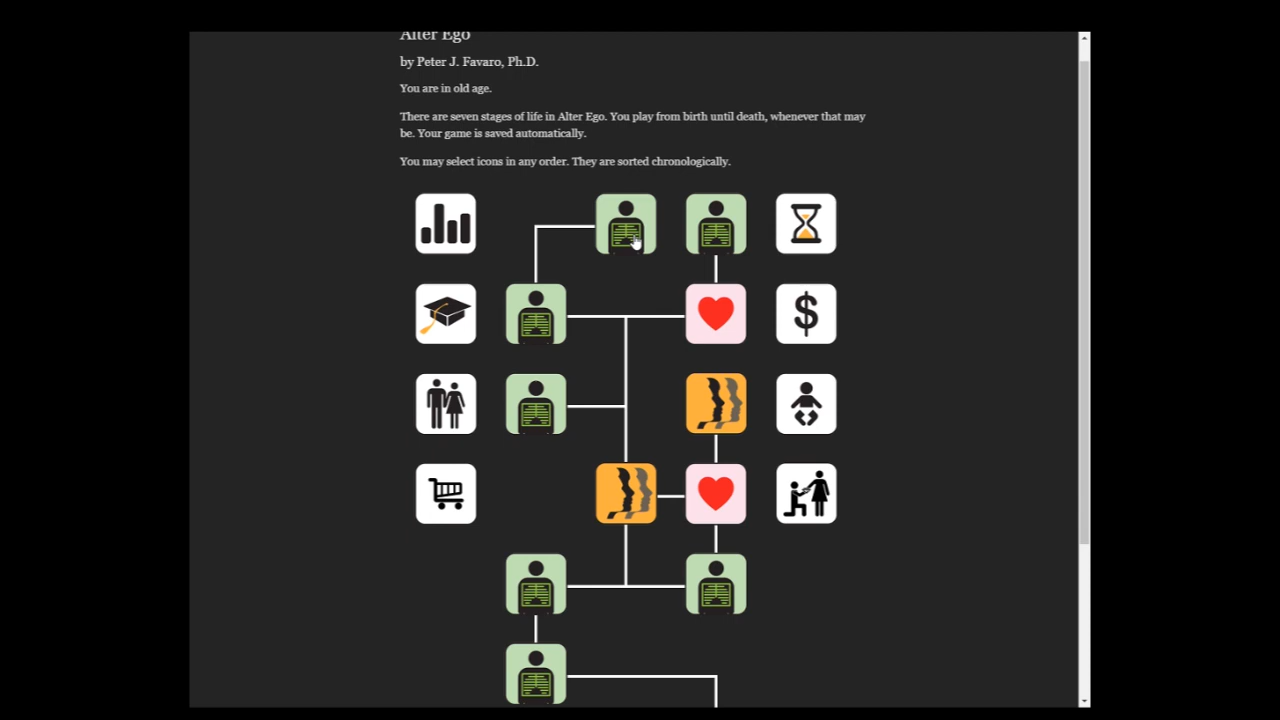 Alter Ego
by Peter J. Favaro, Ph.D.
You are in old age.
There are seven stages of life in Alter Ego. You play from birth until death, whenever that may
be. Your game is saved automatically.
You may select icons in any order. They are sorted chronologically.
$